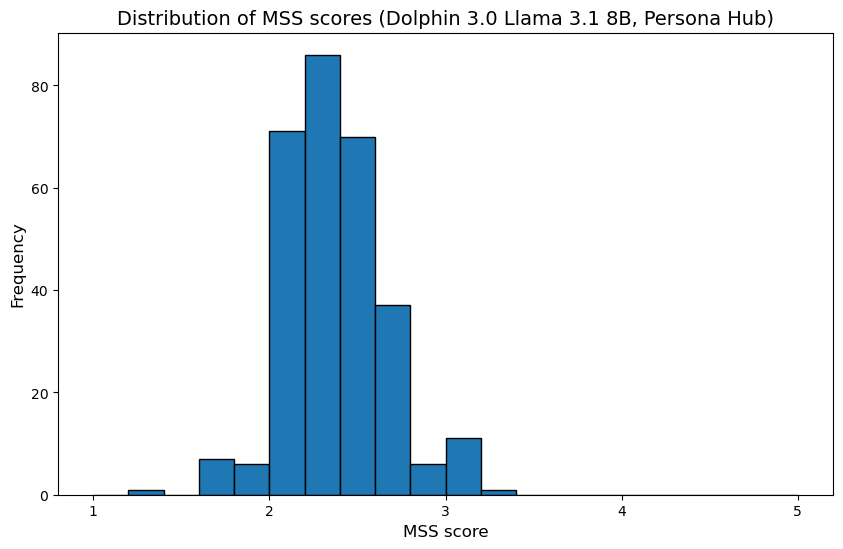 Distribution of MSS scores (Dolphin 3.0 Llama 3.1 8B, Persona Hub)
80
60
40
20
0
Frequency
1 2 3 4 5
MSS score